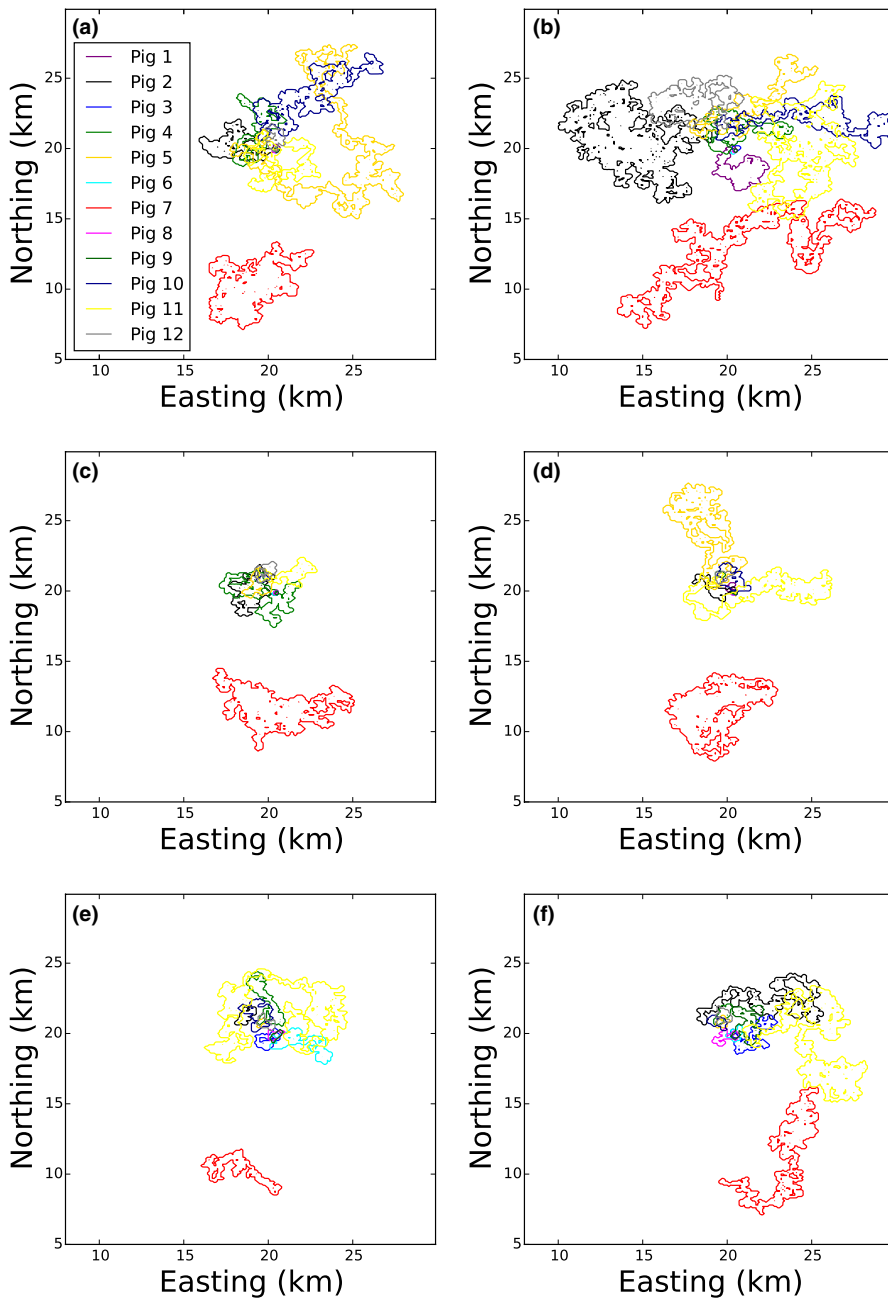 (a)
Pig 1
Pig 2
Pig 3
Pig 4
Pig 5
Pig 6
Pig 7
Pig 8
Pig 9
Pig 10
Pig 11
Pig 12
25
20
15
10
5
Northing (km)
10 15 20 25
Easting (km)
(b)
25
20
15
10
5
Northing (km)
10 15 20 25
Easting (km)
(c)
25
20
15
10
5
Northing (km)
10 15 20 25
Easting (km)
(d)
25
20
15
10
5
Northing (km)
10 15 20 25
Easting (km)
(e)
25
20
15
10
5
Northing (km)
10 15 20 25
Easting (km)
(f)
25
20
15
10
5
Northing (km)
10 15 20 25
Easting (km)